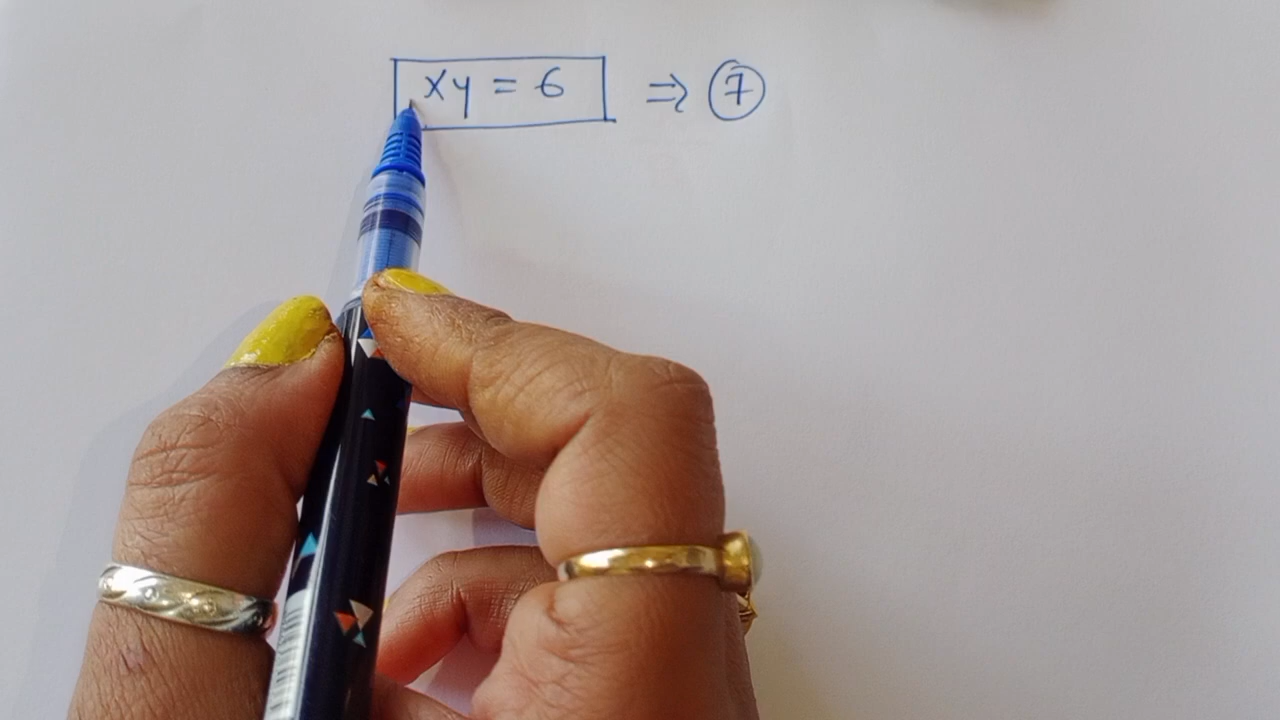 xy = 6 ⇒ ⑦